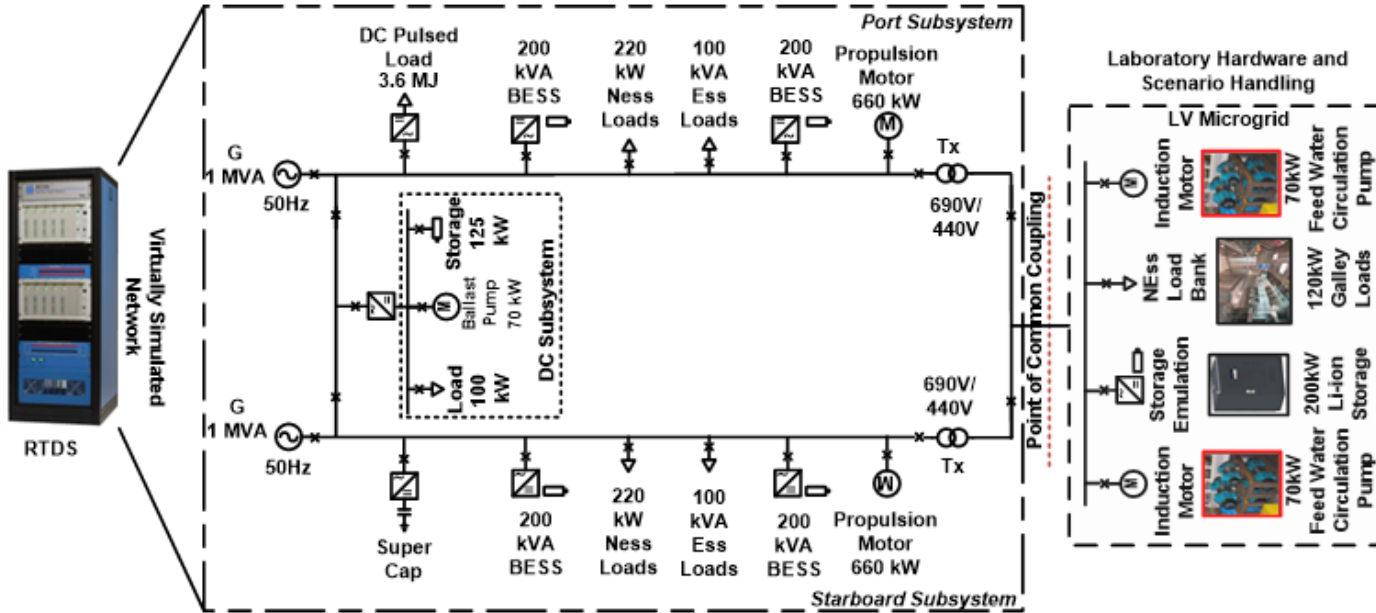 Port Subsystem
DC Pulsed
Load
3.6 MJ
200
kVA
BESS
220
kW
Ness
Loads
100
kVA
Ess
Loads
200
kVA
BESS
Propulsion
Motor
660 kW
M
G
1 MVA
50Hz
Tx
690V/
440V
Storage
125
kW
M
Ballast
Pump
70 kW
Load
100
kW
DC Subsystem
Virtually Simulated
Network
RTDS
G
1 MVA
50Hz
690V/
440V
Tx
Super
Cap
200
kVA
BESS
220
kW
Ness
Loads
100
kVA
Ess
Loads
200
kVA
BESS
M
Propulsion
Motor
660 kW
Starboard Subsystem
Point of Common Coupling
Laboratory Hardware and
Scenario Handling
LV Microgrid
M
Induction
Motor
70kW
Feed Water
Circulation
Pump
NEss
Load
Bank
120kW
Galley
Loads
Storage
Emulation
200kW
Li-ion
Storage
M
Induction
Motor
70kW
Feed Water
Circulation
Pump